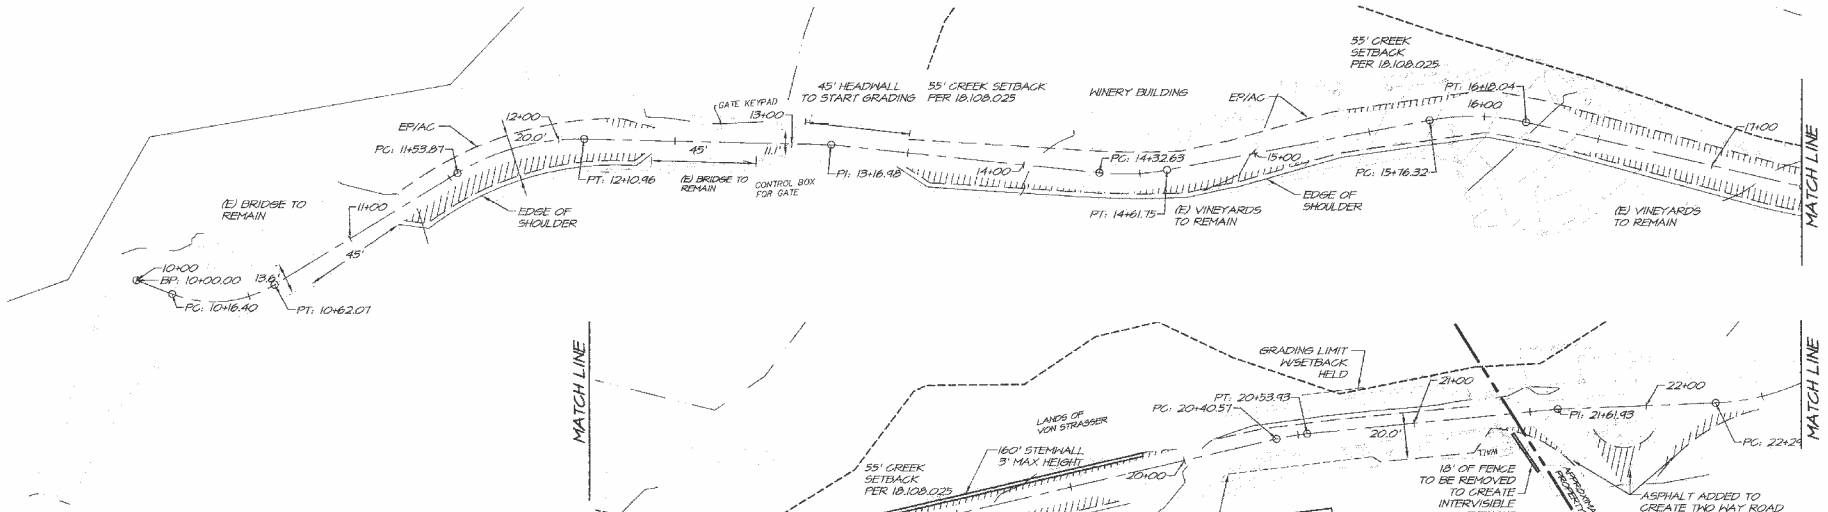 55' CREEK
SETBACK
PER 18.108.025
45' HEADWALL
TO START GRADING
55' CREEK SETBACK
PER 18.108.025
WINERY BUILDING
EP/AC
PT: 16+18.04
16+00
GATE KEYPAD
13+00
12+00
20.0'
EP/AC
PC: 11+53.87
45'
11.1'
17+00
MATCH LINE
PT: 12+10.96
(E) BRIDGE TO
REMAIN
CONTROL BOX
FOR GATE
PI: 13+16.98
14+00
PC: 14+32.63
15+00
PC: 15+76.32
11+00
(E) BRIDGE TO
REMAIN
EDGE OF
SHOULDER
PT: 14+61.75
(E) VINEYARDS
TO REMAIN
EDGE OF
SHOULDER
(E) VINEYARDS
TO REMAIN
45'
10+00
BP: 10+00.00
13.6'
PC: 10+16.40
PT: 10+62.07
MATCH LINE
GRADING LIMIT
W/SETBACK
HELD
21+00
22+00
MATCH LINE
PT: 20+53.93
PC: 20+40.57
LANDS OF
VON STRASSER
20.0'
PI: 21+61.93
PC: 22+29
160' STEMWALL
3' MAX HEIGHT
WALL
55' CREEK
SETBACK
PER 18.108.025
20+00
18' OF FENCE
TO BE REMOVED
TO CREATE
INTERVISIBLE
ASPHALT ADDED TO
CREATE TWO WAY ROAD